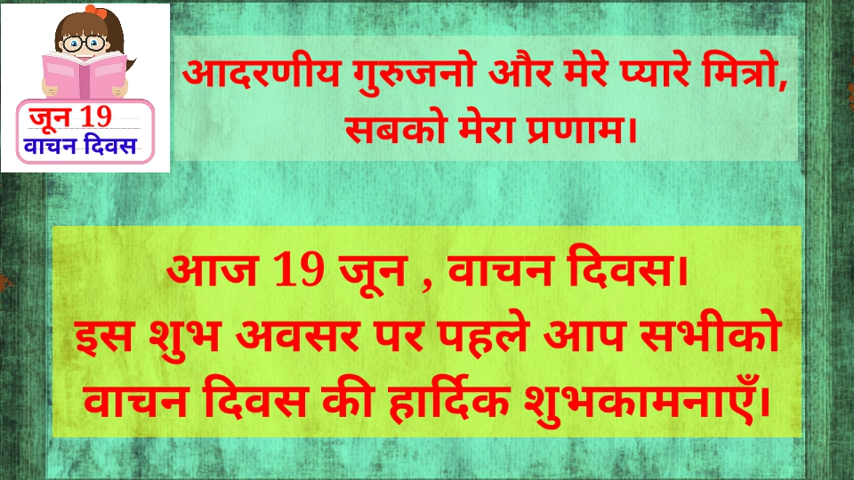 जून 19
वाचन दिवस
आदरणीय गुरुजनो और मेरे प्यारे मित्रो,
सबको मेरा प्रणाम।
आज 19 जून , वाचन दिवस।
इस शुभ अवसर पर पहले आप सभीको
वाचन दिवस की हार्दिक शुभकामनाएँ।